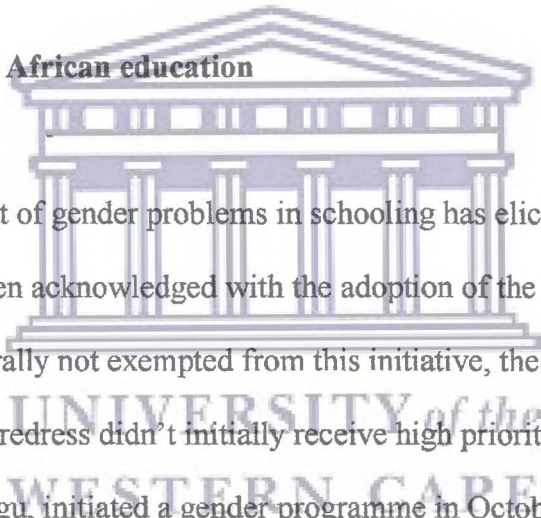 African education
t of gender problems in schooling has elic
en acknowledged with the adoption of the
rally not exempted from this initiative, the
UNIVERSITY of the
redress didn't initially receive high priorit
WESTERN CAPE
gu, initiated a gender programme in Octob